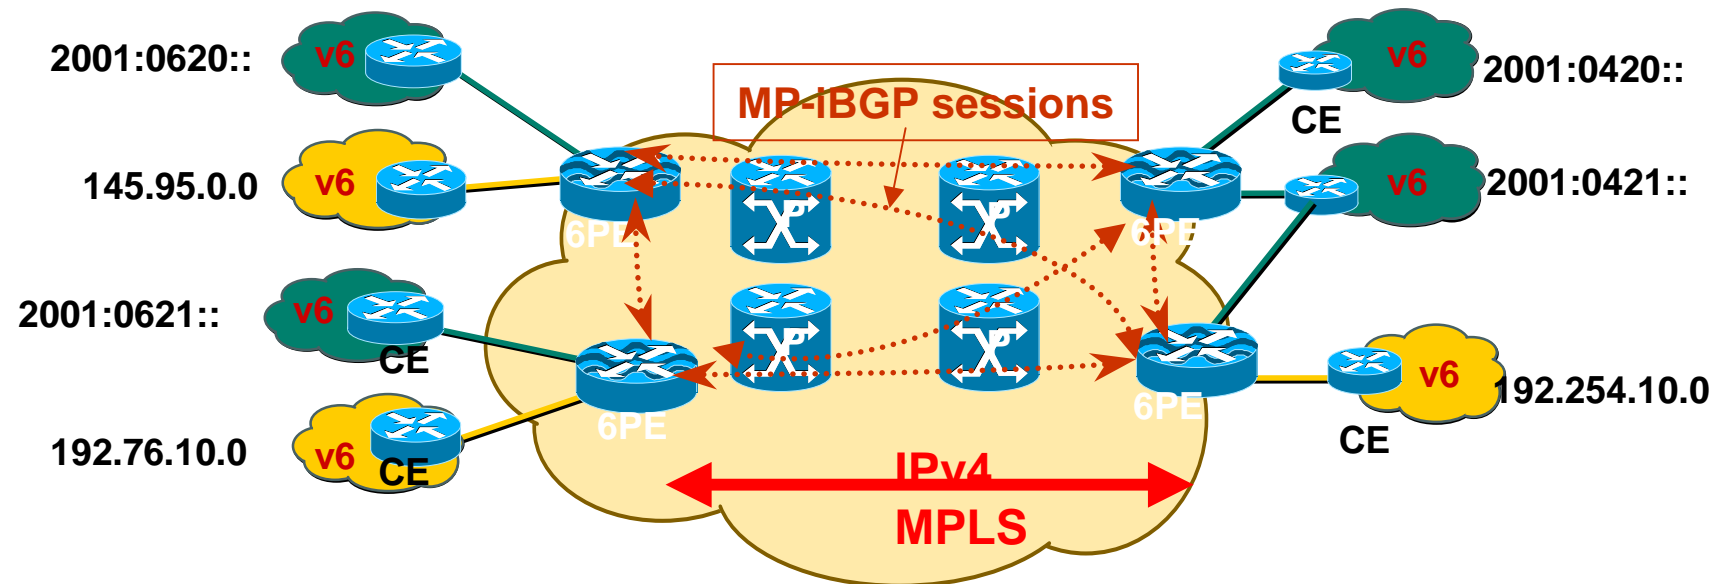 2001:0620::
v6
v6
2001:0420::
CE
MP-iBGP sessions
145.95.0.0
v6
v6
2001:0421::
P
P
6PE
6PE
2001:0621::
v6
CE
P
P
6PE
6PE
v6
192.254.10.0
CE
192.76.10.0
v6
CE
IPv4
MPLS